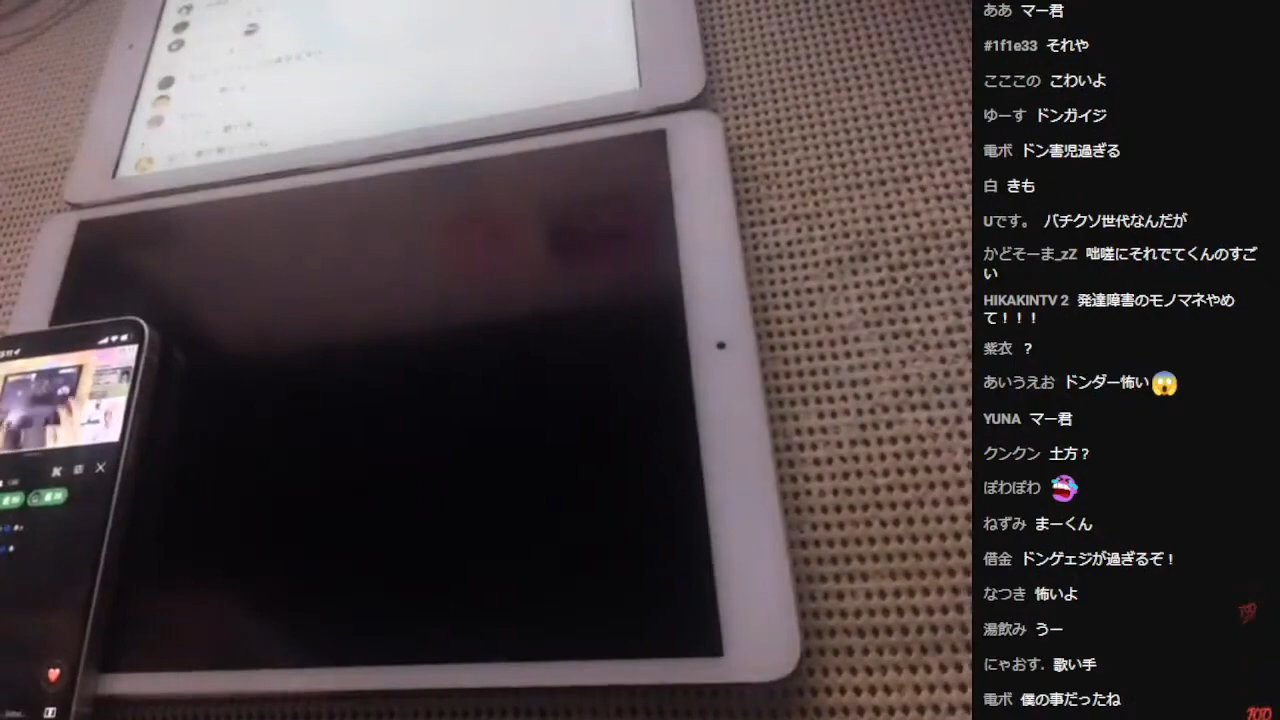 ああ マー君
#1f1e33 それや
こここの こわいよ
ゆーす ドンガイジ
電ボ ドン害児過ぎる
白 きも
Uです。 バチクソ世代なんだが
かどそーま_zZ 咄嗟にそれでてくんのすご
い
HIKAKINTV 2 発達障害のモノマネやめ
て！！！
紫衣 ？
あいうえお ドンダー怖い😱
YUNA マー君
クンクン 土方？
ぽわぽわ
ねずみ まーくん
借金 ドンゲェジが過ぎるぞ！
なつき 怖いよ
湯飲み うー
にゃおす. 歌い手
電ボ 僕の事だったね